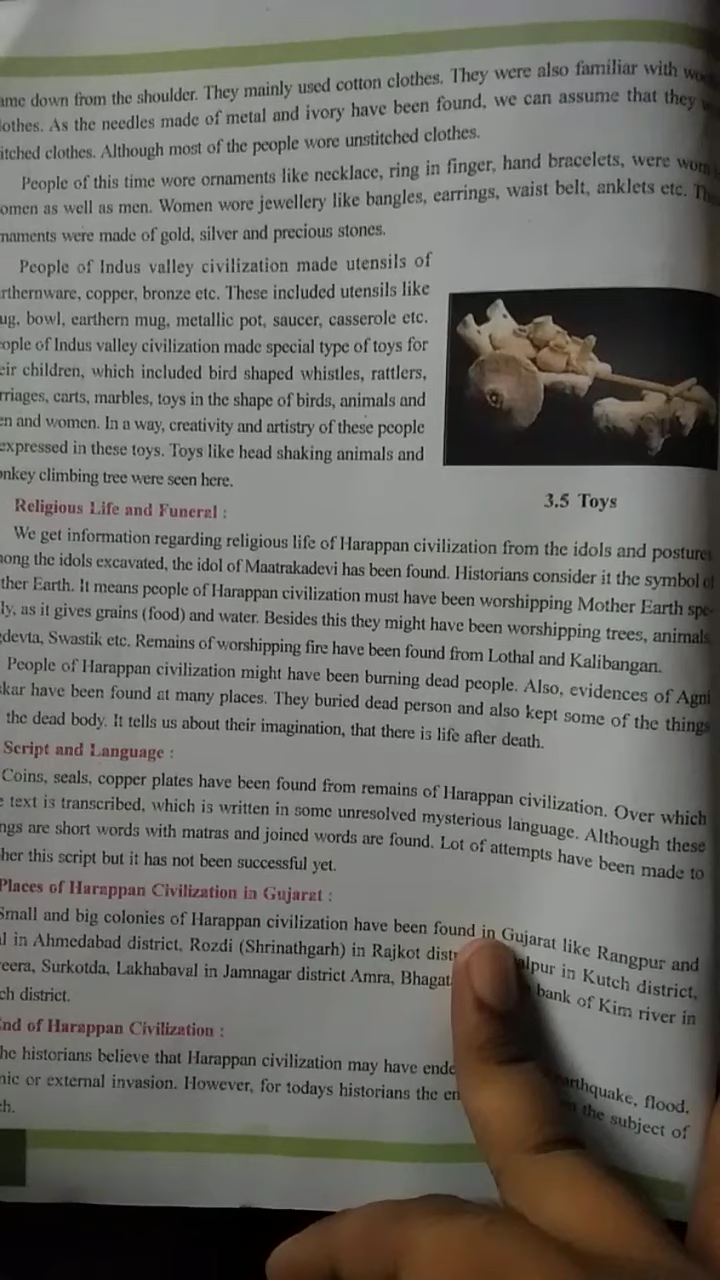 ame down from the shoulder. They mainly used cotton clothes. They were also familiar with
lothes. As the needles made of metal and ivory have been found, we can assume that they
itched clothes. Although most of the people wore unstitched clothes.
People of this time wore ornaments like necklace, ring in finger, hand bracelets, were
omen as well as men. Women wore jewellery like bangles, earrings, waist belt, anklets etc.
naments were made of gold, silver and precious stones.
People of Indus valley civilization made utensils of
rthernware, copper, bronze etc. These included utensils like
ug, bowl, earthern mug, metallic pot, saucer, casserole etc.
eople of Indus valley civilization made special type of toys for
eir children, which included bird shaped whistles, rattlers,
rriages, carts, marbles, toys in the shape of birds, animals and
en and women. In a way, creativity and artistry of these people
expressed in these toys. Toys like head shaking animals and
onkey climbing tree were seen here.
3.5 Toys
Religious Life and Funeral :
We get information regarding religious life of Harappan civilization from the idols and postures
nong the idols excavated, the idol of Maatrakadevi has been found. Historians consider it the symbol of
ther Earth. It means people of Harappan civilization must have been worshipping Mother Earth spe-
ly, as it gives grains (food) and water. Besides this they might have been worshipping trees, animals,
gdevta, Swastik etc. Remains of worshipping fire have been found from Lothal and Kalibangan.
People of Harappan civilization might have been burning dead people. Also, evidences of Agni
skar have been found at many places. They buried dead person and also kept some of the things
the dead body. It tells us about their imagination, that there is life after death.
Script and Language :
Coins, seals, copper plates have been found from remains of Harappan civilization. Over which
e text is transcribed, which is written in some unresolved mysterious language. Although these
ngs are short words with matras and joined words are found. Lot of attempts have been made to
her this script but it has not been successful yet.
Places of Harappan Civilization in Gujarat :
Small and big colonies of Harappan civilization have been found in Gujarat like Rangpur and
l in Ahmedabad district, Rozdi (Shrinathgarh) in Rajkot dist alpur in Kutch district,
eera, Surkotda, Lakhabaval in Jamnagar district Amra, Bhagat bank of Kim river in
ch district.
End of Harappan Civilization :
he historians believe that Harappan civilization may have ende arthquake, flood,
nic or external invasion. However, for todays historians the en the subject of
ch.